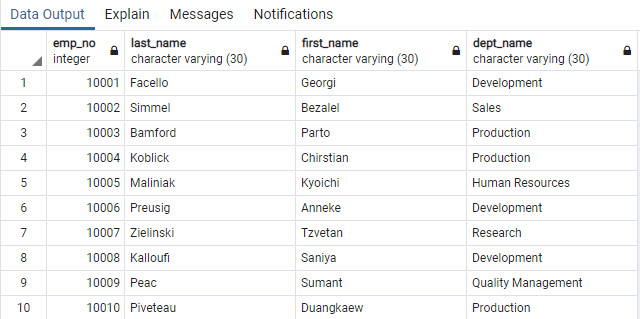 Data Output Explain Messages Notifications
emp_no last_name first_name dept_name
integer character varying (30) character varying (30) character varying (30)
1 10001 Facello Georgi Development
2 10002 Simmel Bezalel Sales
3 10003 Bamford Parto Production
4 10004 Koblick Chirstian Production
5 10005 Maliniak Kyoichi Human Resources
6 10006 Preusig Anneke Development
7 10007 Zielinski Tzvetan Research
8 10008 Kalloufi Saniya Development
9 10009 Peac Sumant Quality Management
10 10010 Piveteau Duangkaew Production